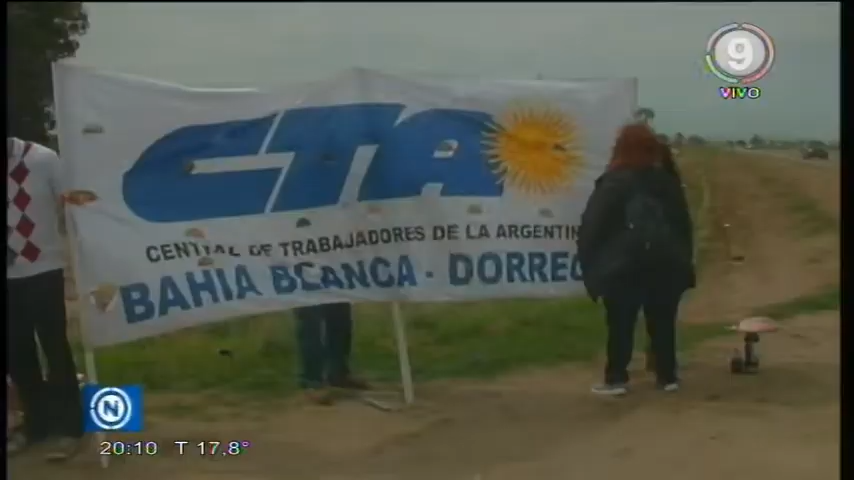 9
VIVO
CTA
CENTRAL DE TRABAJADORES DE LA ARGENTIN
BAHIA BLANCA - DORREG
N
20:10 T 17,8°